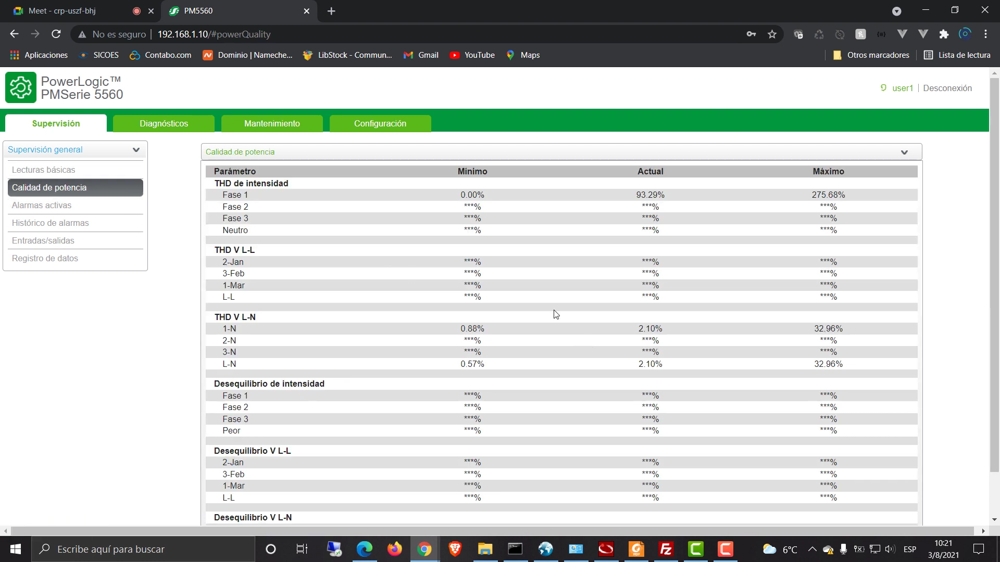 Meet - crp-uszf-bhj
PM5560
No es seguro 192.168.1.10/#powerQuality
Aplicaciones SICOES Contabo.com Dominio | Nameche... LibStock - Commun... Gmail YouTube Maps Otros marcadores Lista de lectura
PowerLogic™
PMSerie 5560
user1 | Desconexión
Supervisión Diagnósticos Mantenimiento Configuración
Supervisión general
Lecturas básicas
Calidad de potencia
Alarmas activas
Histórico de alarmas
Entradas/salidas
Registro de datos
Calidad de potencia
Parámetro Mínimo Actual Máximo
THD de intensidad
Fase 1 0.00% 93.29% 275.68%
Fase 2 ***% ***% ***%
Fase 3 ***% ***% ***%
Neutro ***% ***% ***%
THD V L-L
2-Jan ***% ***% ***%
3-Feb ***% ***% ***%
1-Mar ***% ***% ***%
L-L ***% ***% ***%
THD V L-N
1-N 0.88% 2.10% 32.96%
2-N ***% ***% ***%
3-N ***% ***% ***%
L-N 0.57% 2.10% 32.96%
Desequilibrio de intensidad
Fase 1 ***% ***% ***%
Fase 2 ***% ***% ***%
Fase 3 ***% ***% ***%
Peor ***% ***% ***%
Desequilibrio V L-L
2-Jan ***% ***% ***%
3-Feb ***% ***% ***%
1-Mar ***% ***% ***%
L-L ***% ***% ***%
Desequilibrio V L-N
Escribe aquí para buscar
6°C
ESP
10:21
3/8/2021